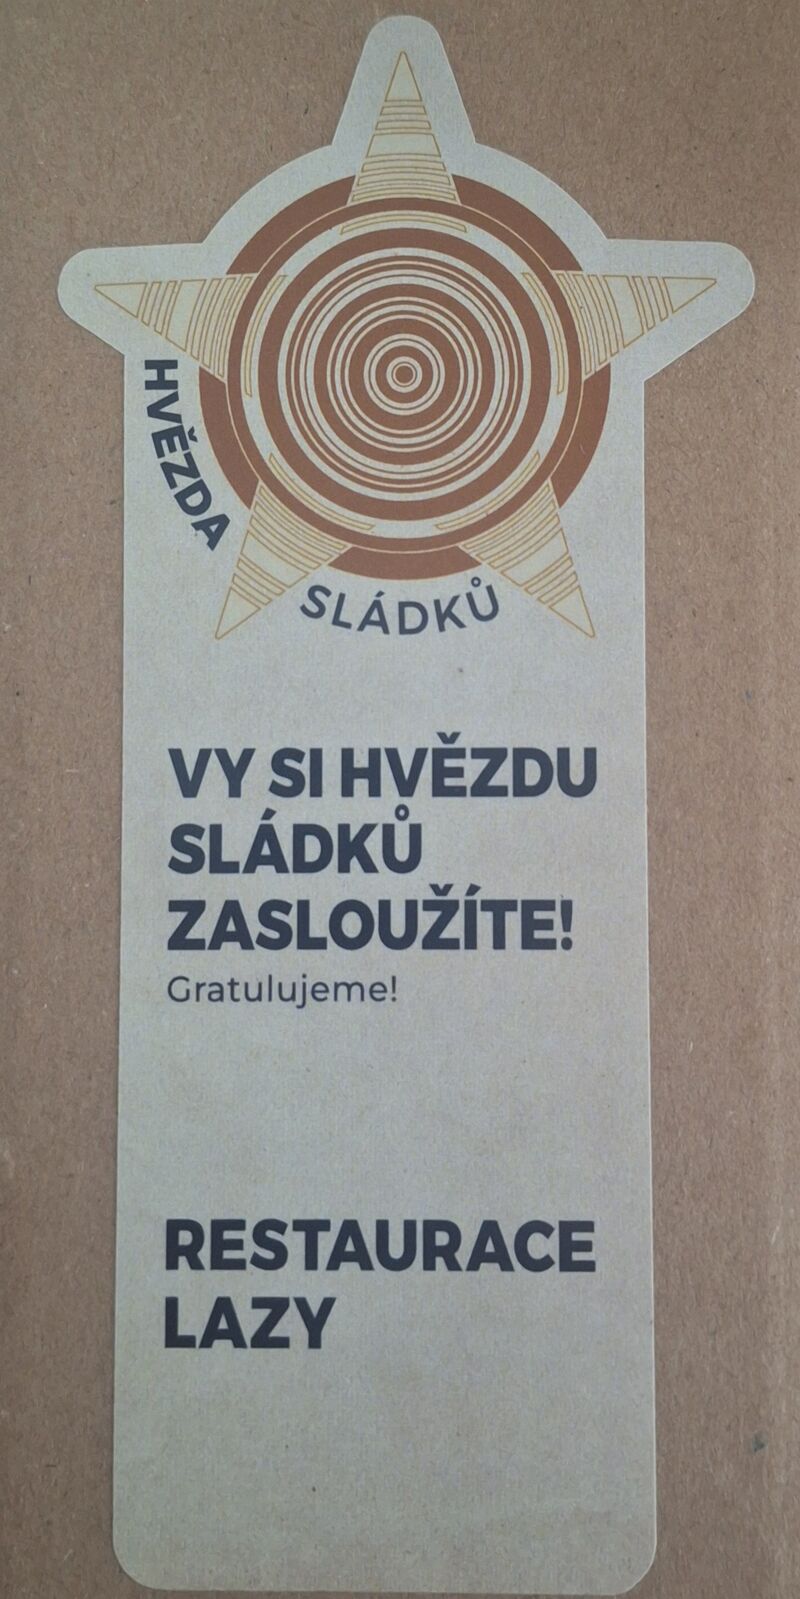 HVĚZDA
SLÁDKŮ
VY SI HVĚZDU
SLÁDKŮ
ZASLOUŽÍTE!
Gratulujeme!
RESTAURACE
LAZY